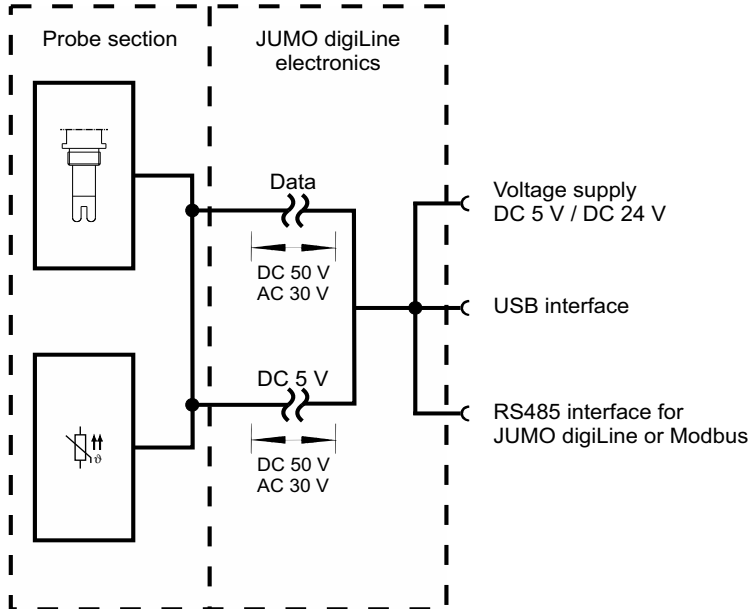 Probe section
JUMO digiLine
electronics
Data
DC 50 V
AC 30 V
DC 5 V
DC 50 V
AC 30 V
ϑ
Voltage supply
DC 5 V / DC 24 V
USB interface
RS485 interface for
JUMO digiLine or Modbus